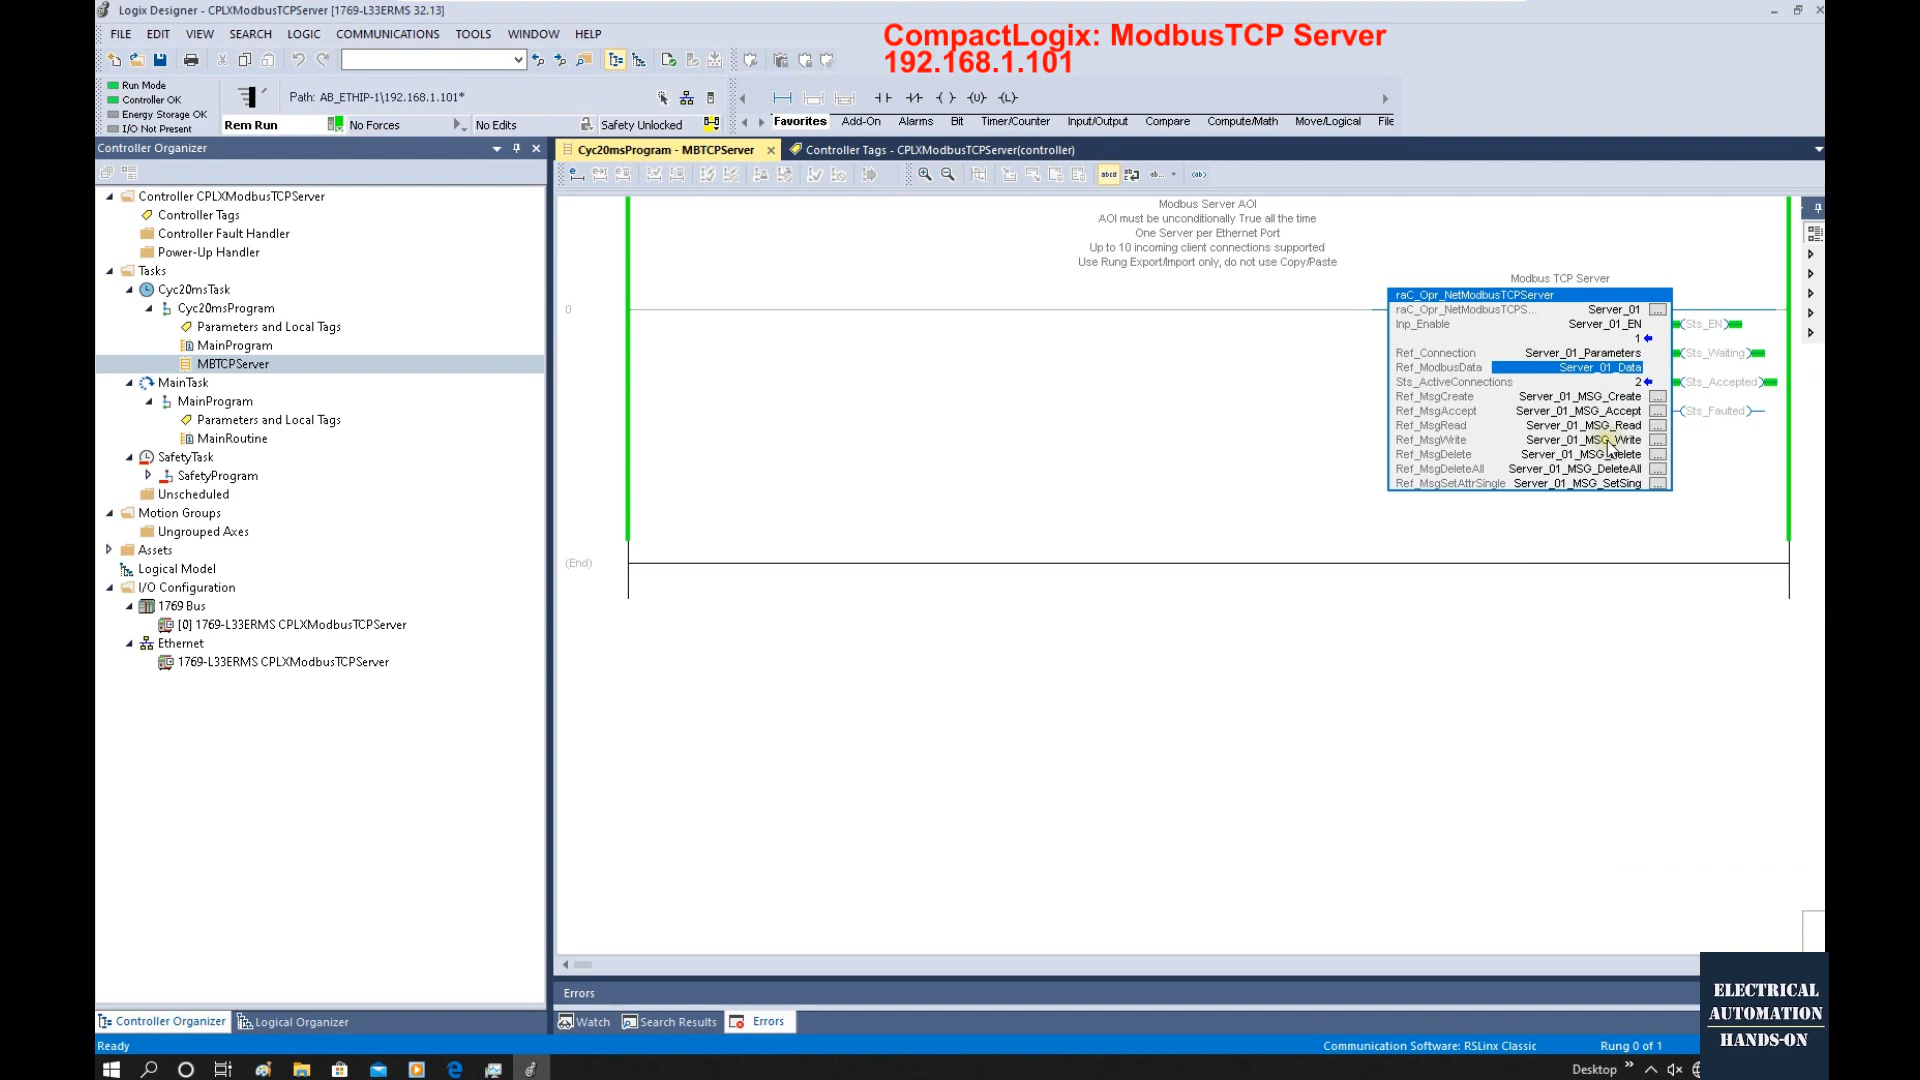 Logix Designer - CPLXModbusTCPServer [1769-L33ERMS 32.13]
FILE EDIT VIEW SEARCH LOGIC COMMUNICATIONS TOOLS WINDOW HELP
CompactLogix: ModbusTCP Server
192.168.1.101
Run Mode
Controller OK
Energy Storage OK
I/O Not Present
Path: AB_ETHIP-1\192.168.1.101*
Rem Run No Forces No Edits Safety Unlocked
Favorites Add-On Alarms Bit Timer/Counter Input/Output Compare Compute/Math Move/Logical File
Controller Organizer
Controller CPLXModbusTCPServer
Controller Tags
Controller Fault Handler
Power-Up Handler
Tasks
Cyc20msTask
Cyc20msProgram
Parameters and Local Tags
MainProgram
MBTCPServer
MainTask
MainProgram
Parameters and Local Tags
MainRoutine
SafetyTask
SafetyProgram
Unscheduled
Motion Groups
Ungrouped Axes
Assets
Logical Model
I/O Configuration
1769 Bus
[0] 1769-L33ERMS CPLXModbusTCPServer
Ethernet
1769-L33ERMS CPLXModbusTCPServer
Controller Organizer Logical Organizer
Cyc20msProgram - MBTCPServer Controller Tags - CPLXModbusTCPServer(controller)
Modbus Server AOI
AOI must be unconditionally True all the time
One Server per Ethernet Port
Up to 10 incoming client connections supported
Use Rung Export/Import only, do not use Copy/Paste
0
Modbus TCP Server
raC_Opr_NetModbusTCPServer
raC_Opr_NetModbusTCPS... Server_01 ...
Inp_Enable Server_01_EN
1
Ref_Connection Server_01_Parameters
Ref_ModbusData Server_01_Data
Sts_ActiveConnections 2
Ref_MsgCreate Server_01_MSG_Create ...
Ref_MsgAccept Server_01_MSG_Accept ...
Ref_MsgRead Server_01_MSG_Read ...
Ref_MsgWrite Server_01_MSG_Write ...
Ref_MsgDelete Server_01_MSG_Delete ...
Ref_MsgDeleteAll Server_01_MSG_DeleteAll ...
Ref_MsgSetAttrSingle Server_01_MSG_SetSing ...
Sts_EN
Sts_Waiting
Sts_Accepted
Sts_Faulted
(End)
Errors
Watch Search Results Errors
Ready
Communication Software: RSLinx Classic
Rung 0 of 1
Desktop
ELECTRICAL
AUTOMATION
HANDS-ON